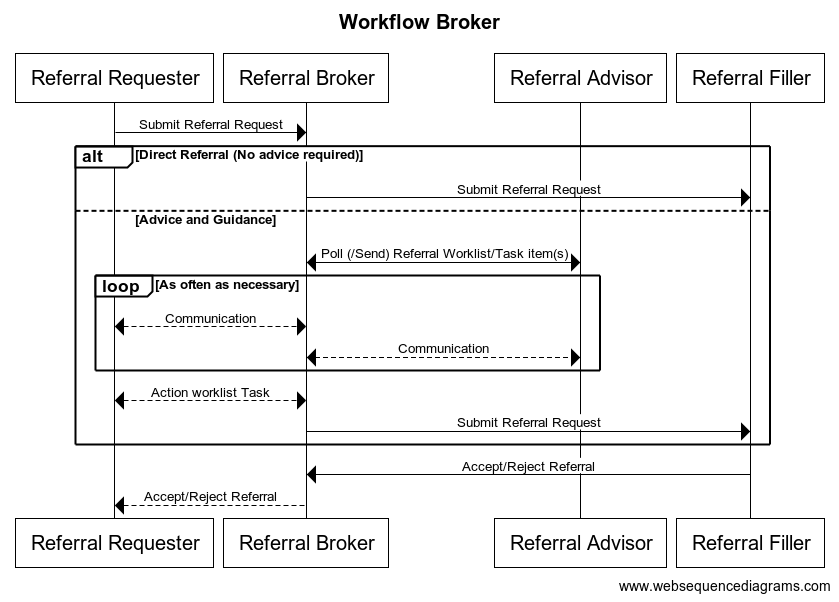 Workflow Broker
Referral Requester
Referral Broker
Referral Advisor
Referral Filler
Submit Referral Request
alt
[Direct Referral (No advice required)]
Submit Referral Request
[Advice and Guidance]
Poll (/Send) Referral Worklist/Task item(s)
loop
[As often as necessary]
Communication
Communication
Action worklist Task
Submit Referral Request
Accept/Reject Referral
Accept/Reject Referral
Referral Requester
Referral Broker
Referral Advisor
Referral Filler
www.websequencediagrams.com